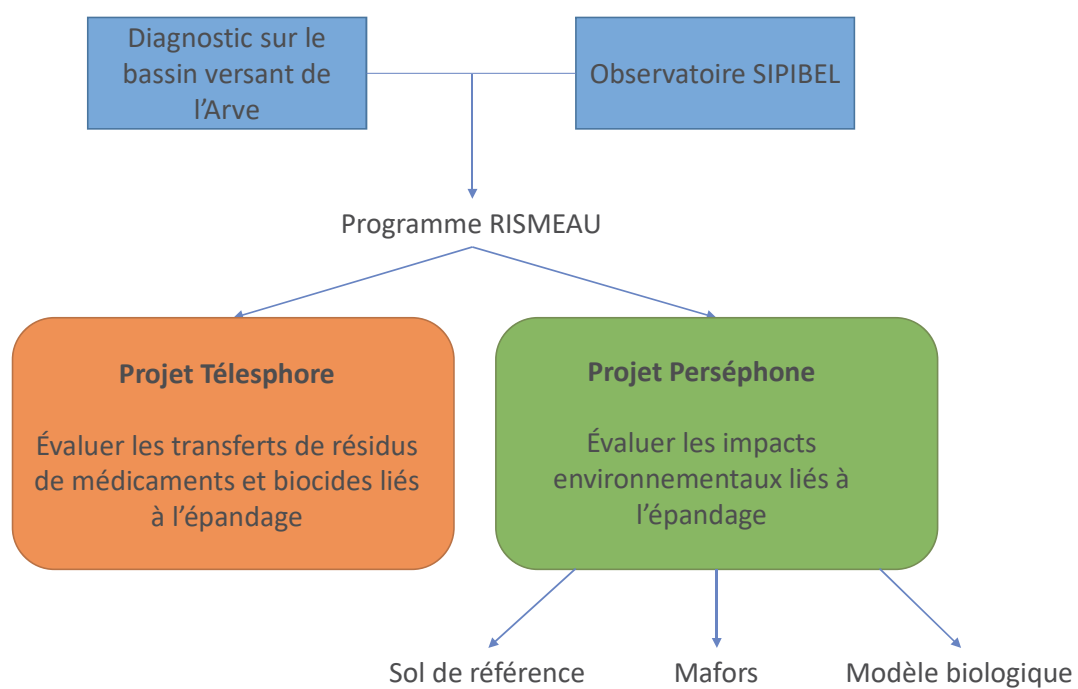 Diagnostic sur le
bassin versant de
l'Arve
Observatoire SIPIBEL
Programme RISMEAU
Projet Télesphore
Évaluer les transferts de résidus
de médicaments et biocides liés
à l'épandage
Projet Perséphone
Évaluer les impacts
environnementaux liés à
l'épandage
Sol de référence
Mafors
Modèle biologique